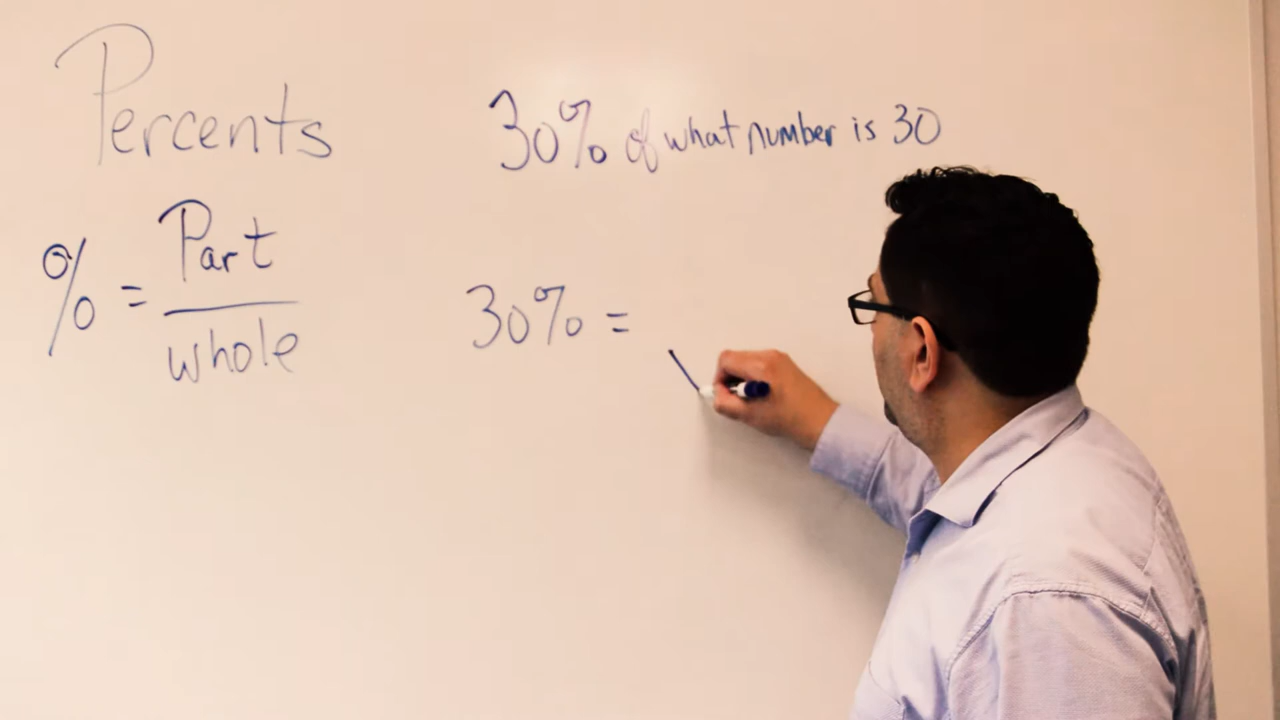 Percents
30% of what number is 30
% = Part
whole
30% =